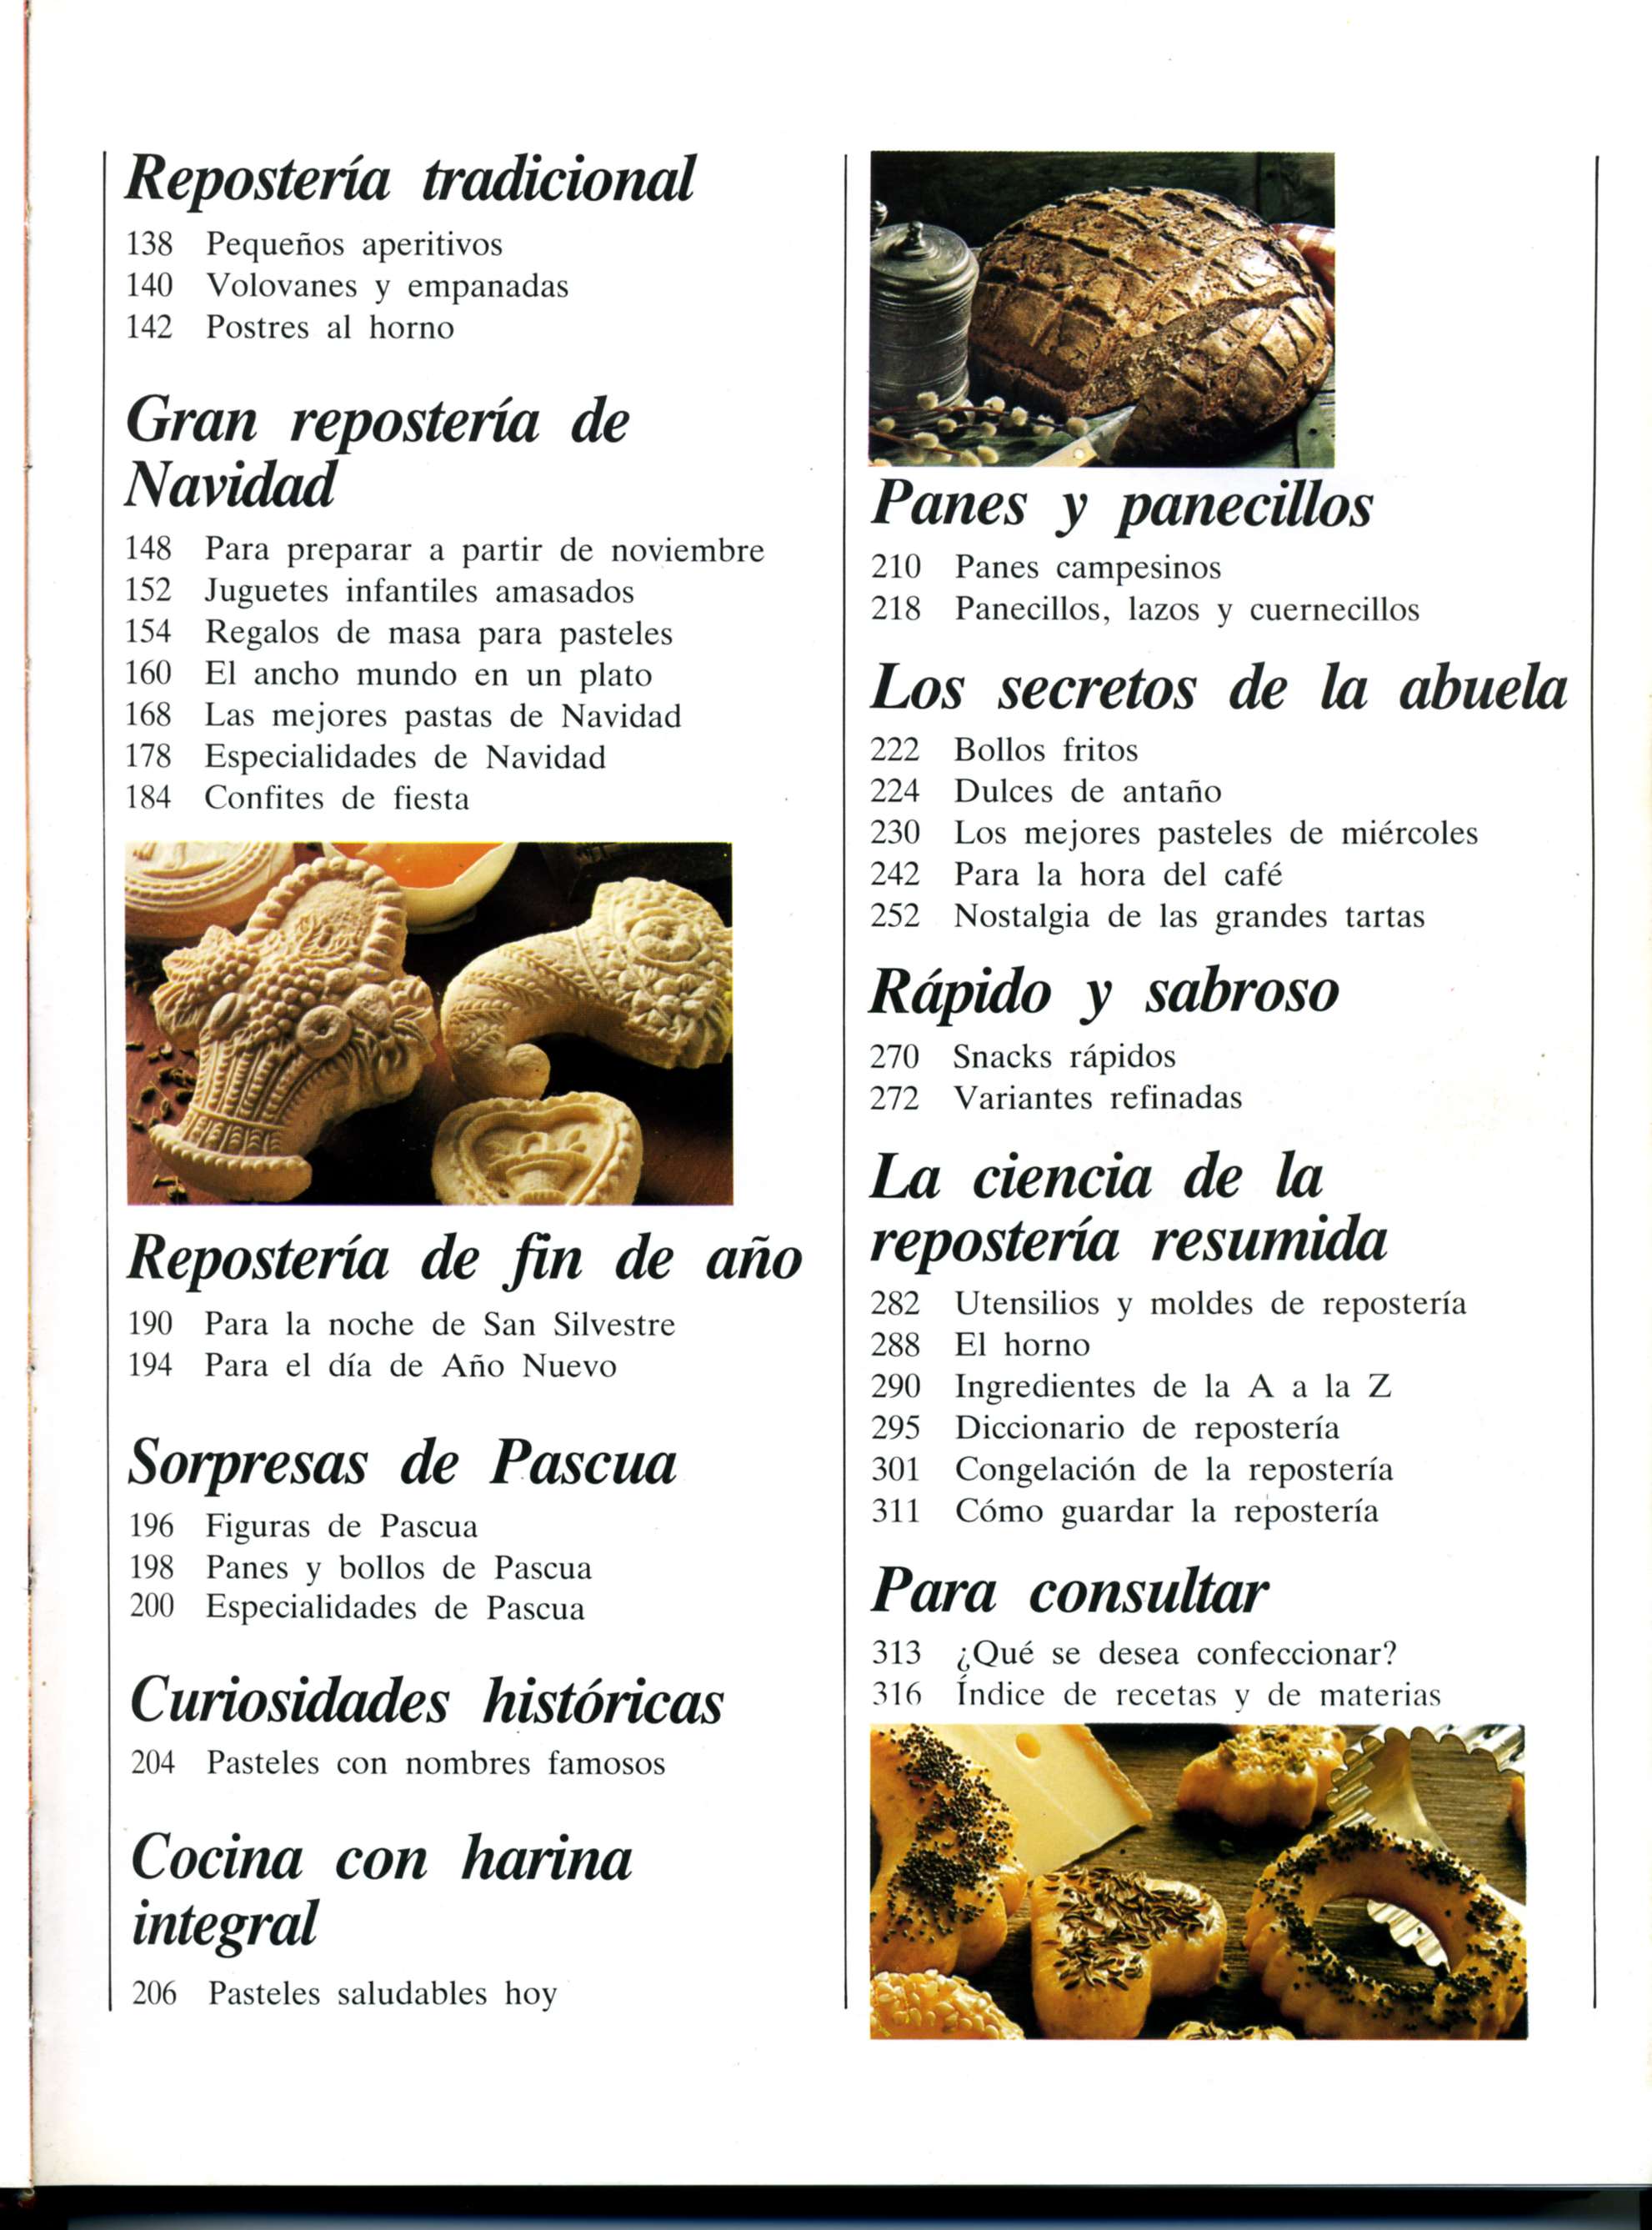 Repostería tradicional
138 Pequeños aperitivos
140 Volovanes y empanadas
142 Postres al horno
Gran repostería de
Navidad
148 Para preparar a partir de noviembre
152 Juguetes infantiles amasados
154 Regalos de masa para pasteles
160 El ancho mundo en un plato
168 Las mejores pastas de Navidad
178 Especialidades de Navidad
184 Confites de fiesta
Repostería de fin de año
190 Para la noche de San Silvestre
194 Para el día de Año Nuevo
Sorpresas de Pascua
196 Figuras de Pascua
198 Panes y bollos de Pascua
200 Especialidades de Pascua
Curiosidades históricas
204 Pasteles con nombres famosos
Cocina con harina
integral
206 Pasteles saludables hoy
Panes y panecillos
210 Panes campesinos
218 Panecillos, lazos y cuernecillos
Los secretos de la abuela
222 Bollos fritos
224 Dulces de antaño
230 Los mejores pasteles de miércoles
242 Para la hora del café
252 Nostalgia de las grandes tartas
Rápido y sabroso
270 Snacks rápidos
272 Variantes refinadas
La ciencia de la
repostería resumida
282 Utensilios y moldes de repostería
288 El horno
290 Ingredientes de la A a la Z
295 Diccionario de repostería
301 Congelación de la repostería
311 Cómo guardar la repostería
Para consultar
313 ¿Qué se desea confeccionar?
316 Índice de recetas y de materias